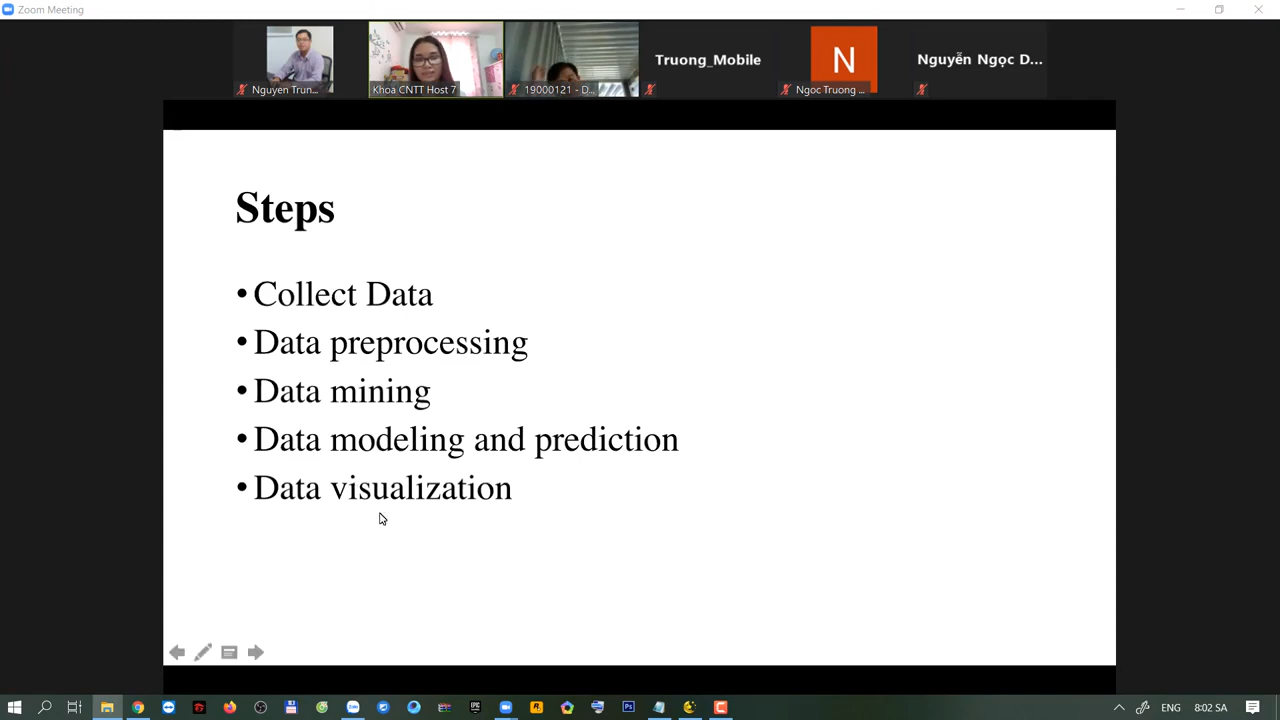 Zoom Meeting
Truong_Mobile
N
Nguyễn Ngọc D...
Nguyen Trun...
Khoa CNTT Host 7
19000121 - D...
Ngoc Truong ...
Steps
• Collect Data
• Data preprocessing
• Data mining
• Data modeling and prediction
• Data visualization
ENG
8:02 SA